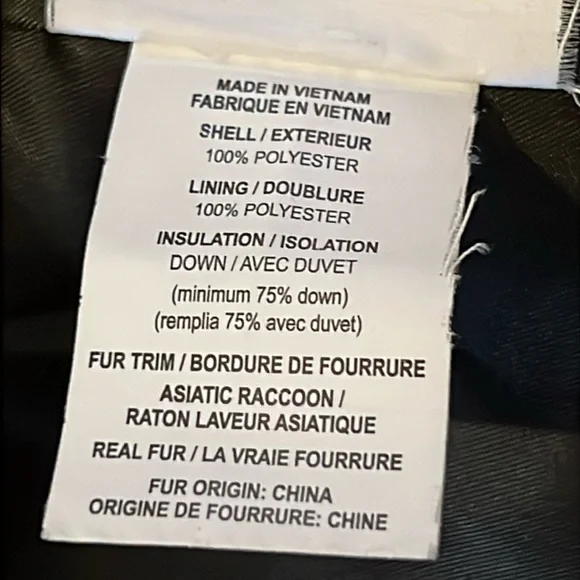 MADE IN VIETNAM
FABRIQUE EN VIETNAM
SHELL / EXTERIEUR
100% POLYESTER
LINING / DOUBLURE
100% POLYESTER
INSULATION / ISOLATION
DOWN / AVEC DUVET
(minimum 75% down)
(remplia 75% avec duvet)
FUR TRIM / BORDURE DE FOURRURE
ASIATIC RACCOON /
RATON LAVEUR ASIATIQUE
REAL FUR / LA VRAIE FOURRURE
FUR ORIGIN: CHINA
ORIGINE DE FOURRURE: CHINE